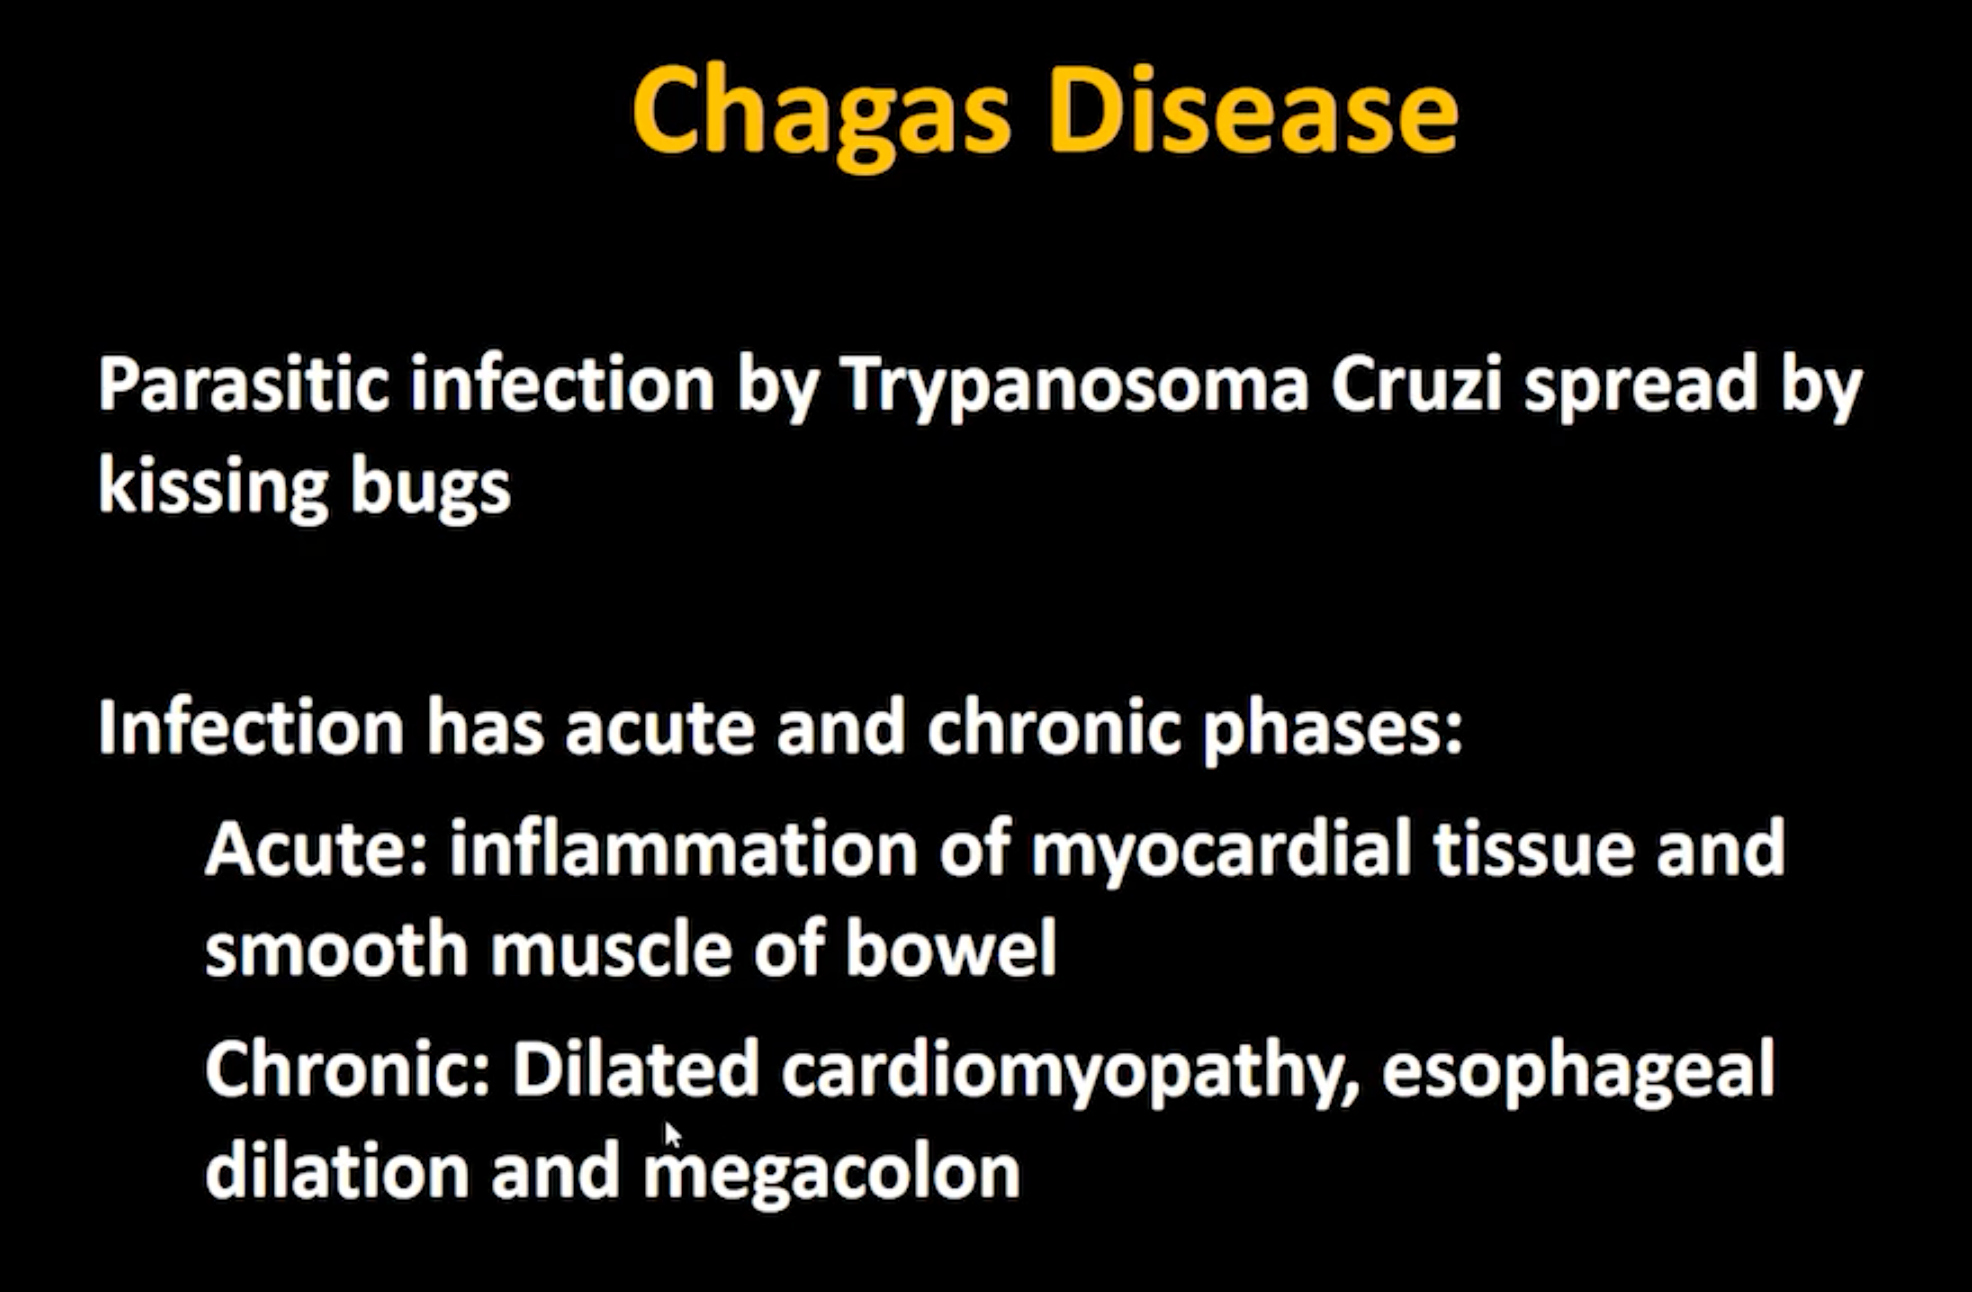 Chagas Disease
Parasitic infection by Trypanosoma Cruzi spread by
kissing bugs
Infection has acute and chronic phases:
Acute: inflammation of myocardial tissue and
smooth muscle of bowel
Chronic: Dilated cardiomyopathy, esophageal
dilation and megacolon